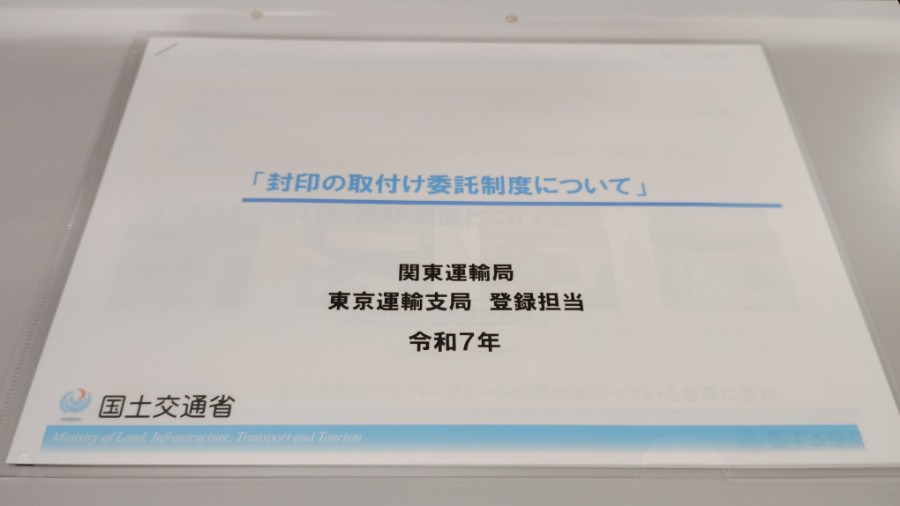 「封印の取付け委託制度について」
関東運輸局
東京運輸支局 登録担当
令和7年
国土交通省
Ministry of Land, Infrastructure, Transport and Tourism